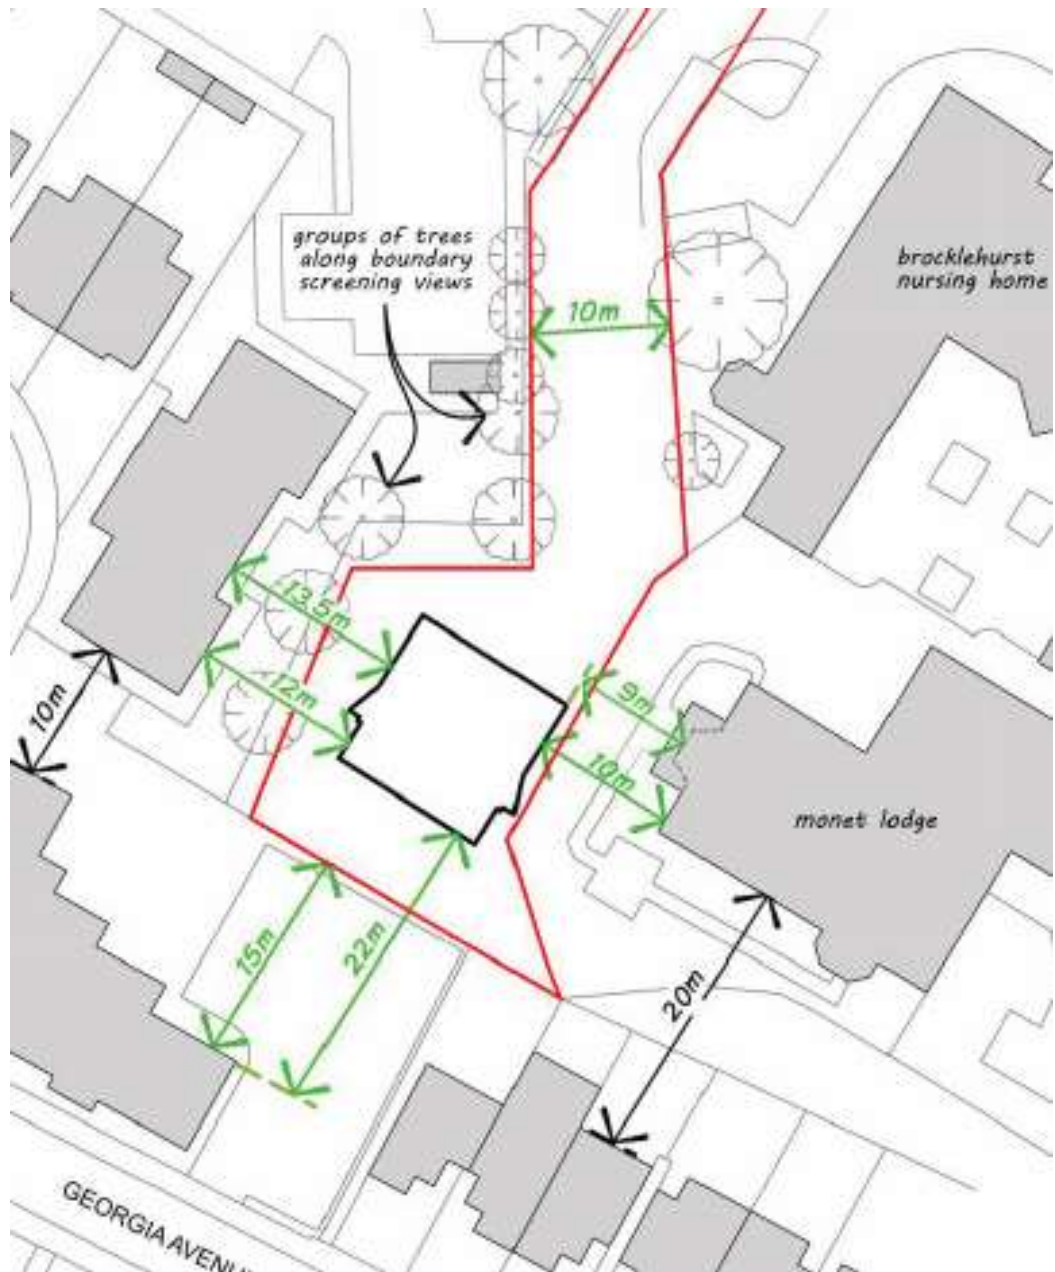 groups of trees
along boundary
screening views
brocklehurst
nursing home
10m
13.5m
12m
10m
9m
10m
monet lodge
15m
22m
20m
GEORGIA AVENU